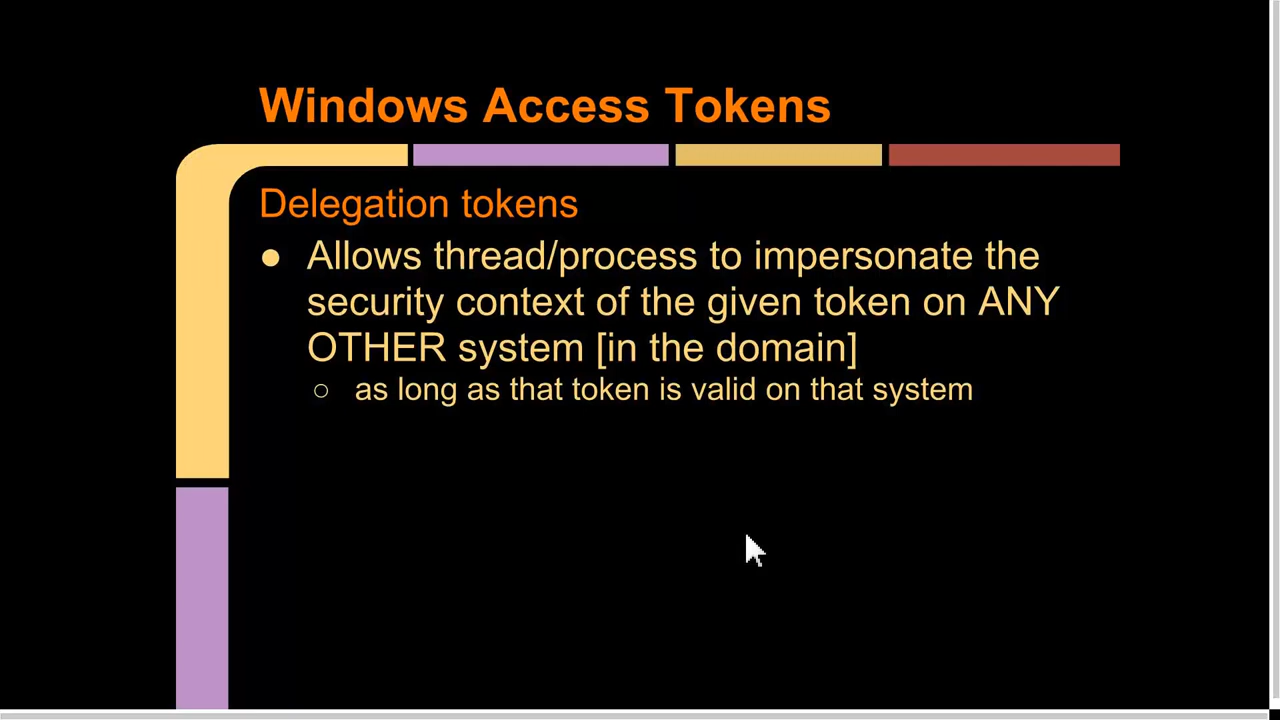 Windows Access Tokens
Delegation tokens
● Allows thread/process to impersonate the
security context of the given token on ANY
OTHER system [in the domain]
○ as long as that token is valid on that system